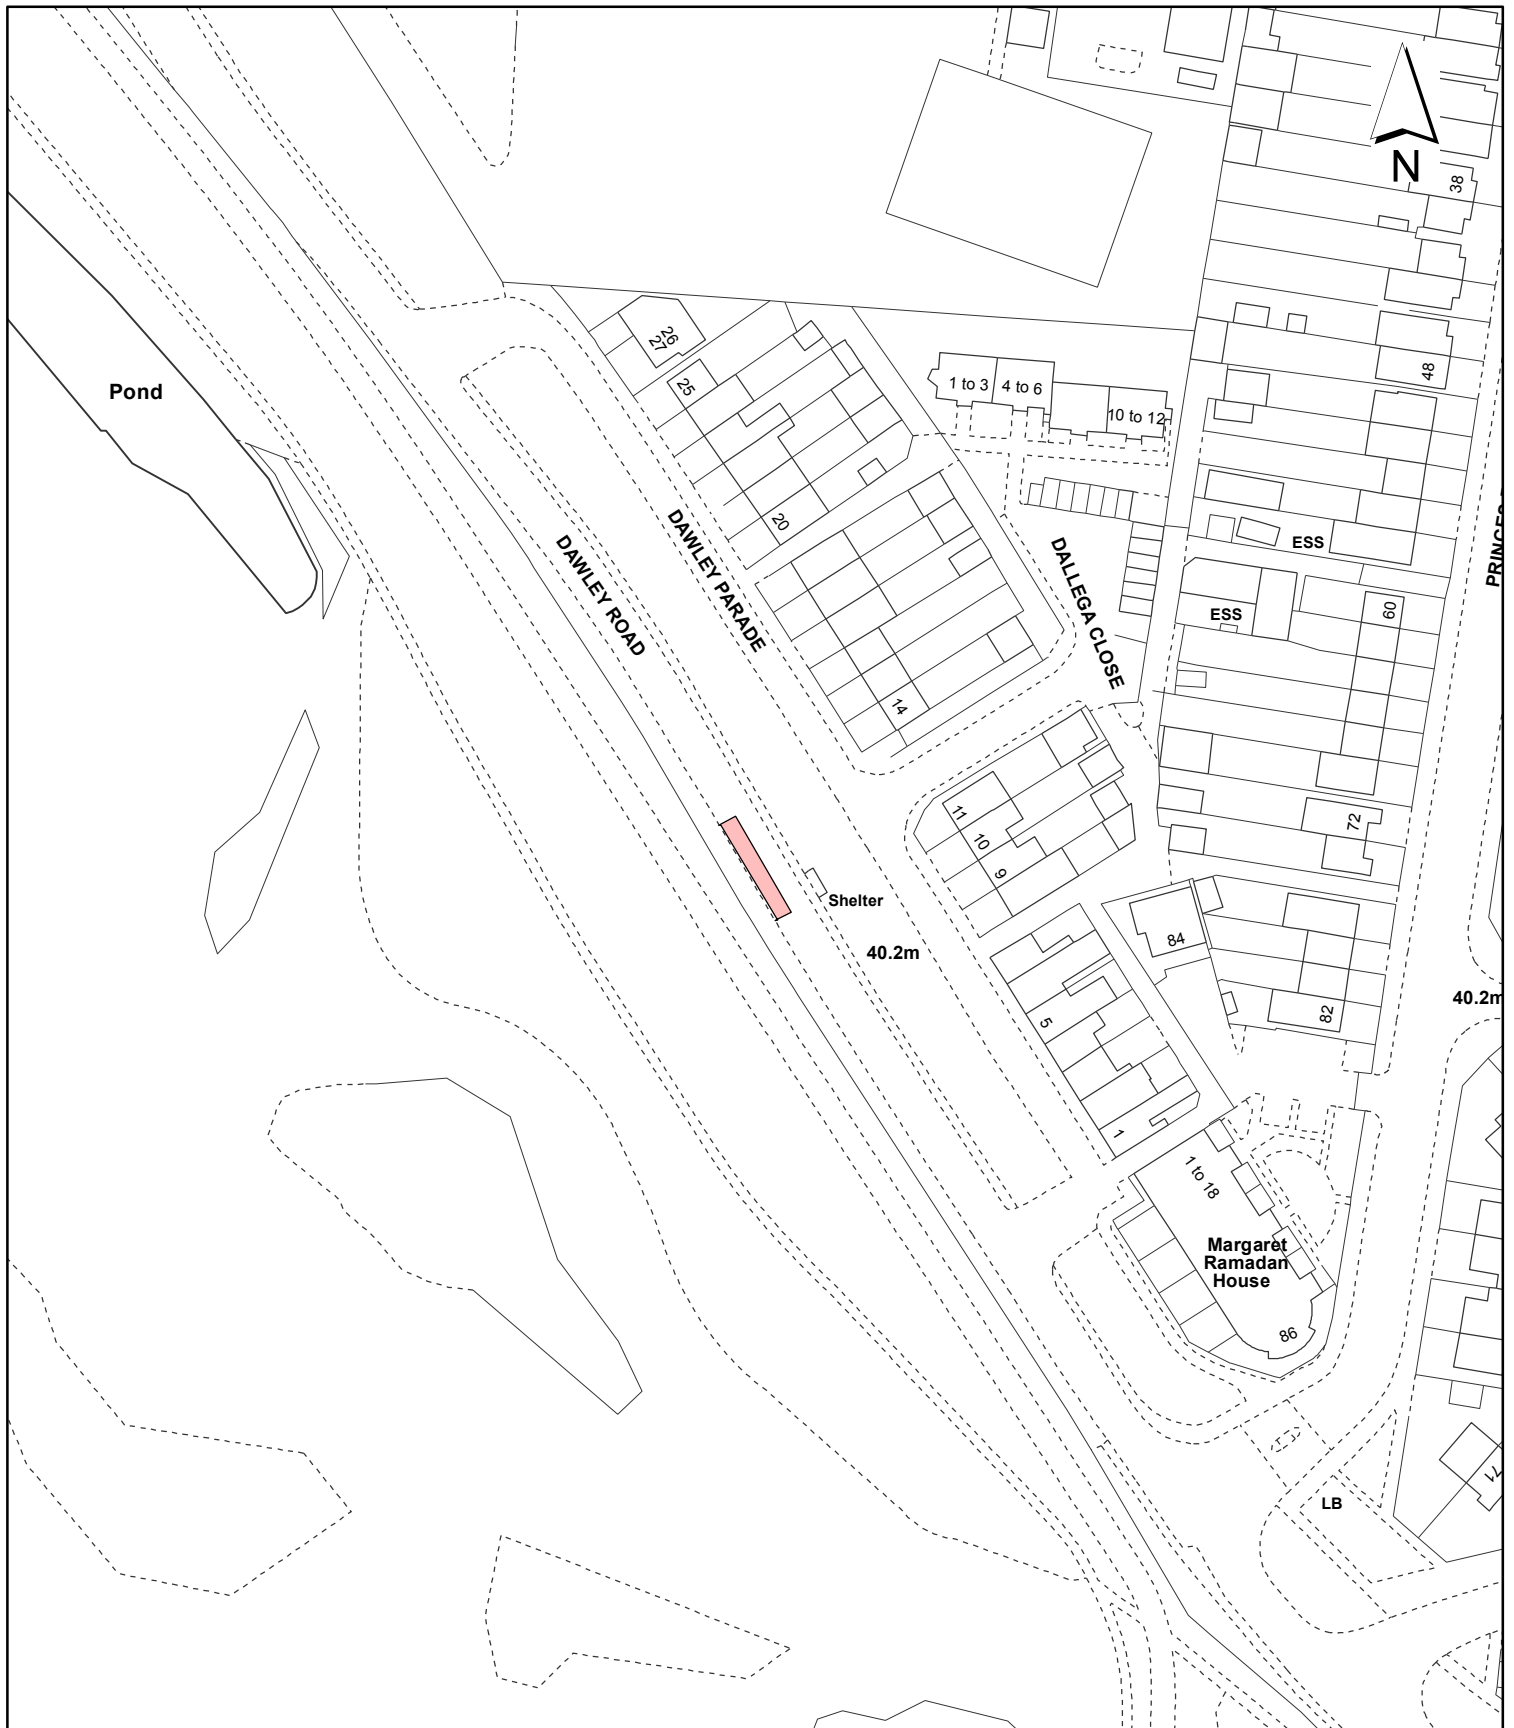 N
38
26
27
Pond
25
1 to 3
4 to 6
10 to 12
48
20
ESS
DAWLEY ROAD
DAWLEY PARADE
DALLEGA CLOSE
PRINCES
ESS
60
14
11
10
9
72
Shelter
84
40.2m
5
82
40.2m
1
1 to 18
Margaret
Ramadan
House
86
71
LB